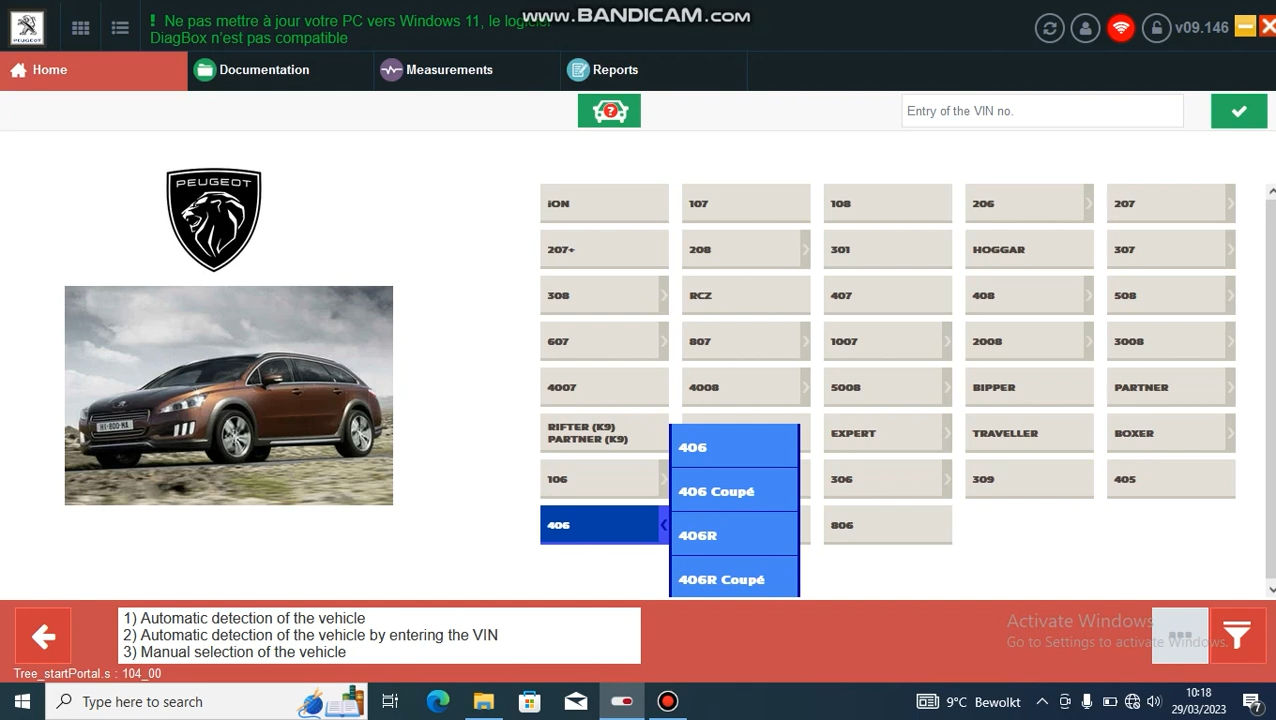 www.BANDICAM.com
PEUGEOT
! Ne pas mettre à jour votre PC vers Windows 11, le logiciel
DiagBox n'est pas compatible
v09.146
Home
Documentation
Measurements
Reports
?
Entry of the VIN no.
PEUGEOT
iON
107
108
206
207
207+
208
301
HOGGAR
307
308
RCZ
407
408
508
607
807
1007
2008
3008
4007
4008
5008
BIPPER
PARTNER
RIFTER (K9)
PARTNER (K9)
EXPERT
TRAVELLER
BOXER
106
306
309
405
406
806
406
406 Coupé
406R
406R Coupé
1) Automatic detection of the vehicle
2) Automatic detection of the vehicle by entering the VIN
3) Manual selection of the vehicle
Activate Windows
Go to Settings to activate Windows.
Tree_startPortal.s : 104_00
Type here to search
9°C Bewolkt
10:18
29/03/2023
7